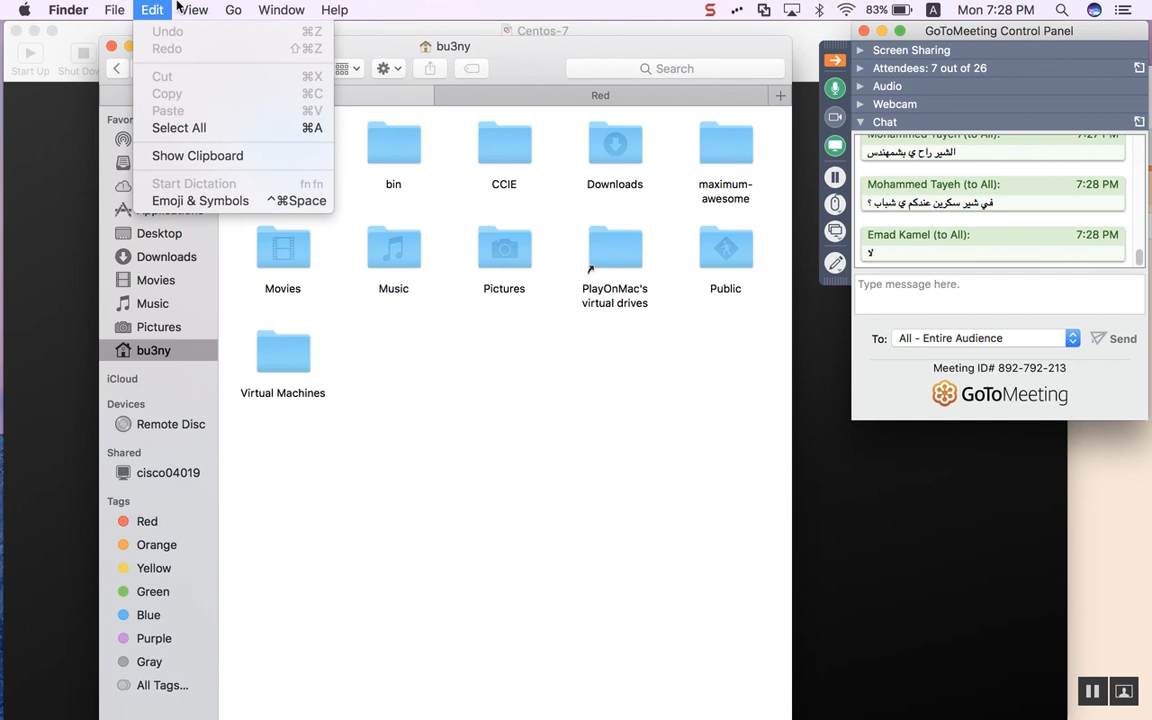 Finder File Edit View Go Window Help
83% A Mon 7:28 PM
Undo ⌘Z
Redo ⇧⌘Z
Cut ⌘X
Copy ⌘C
Paste ⌘V
Select All ⌘A
Show Clipboard
Start Dictation fn fn
Emoji & Symbols ^⌘Space
Centos-7
Start Up
bu3ny
Search
Red
Desktop
Downloads
Movies
Music
Pictures
bu3ny
iCloud
Devices
Remote Disc
Shared
cisco04019
Tags
Red
Orange
Yellow
Green
Blue
Purple
Gray
All Tags...
bin
CCIE
Downloads
maximum-
awesome
Movies
Music
Pictures
PlayOnMac's
virtual drives
Public
Virtual Machines
GoToMeeting Control Panel
Screen Sharing
Attendees: 7 out of 26
Audio
Webcam
Chat
الشير راح ي بشمهندس
Mohammed Tayeh (to All): 7:28 PM
في شير سكرين عندكم ي شباب ؟
Emad Kamel (to All): 7:28 PM
لا
Type message here.
To: All - Entire Audience Send
Meeting ID# 892-792-213
GoToMeeting